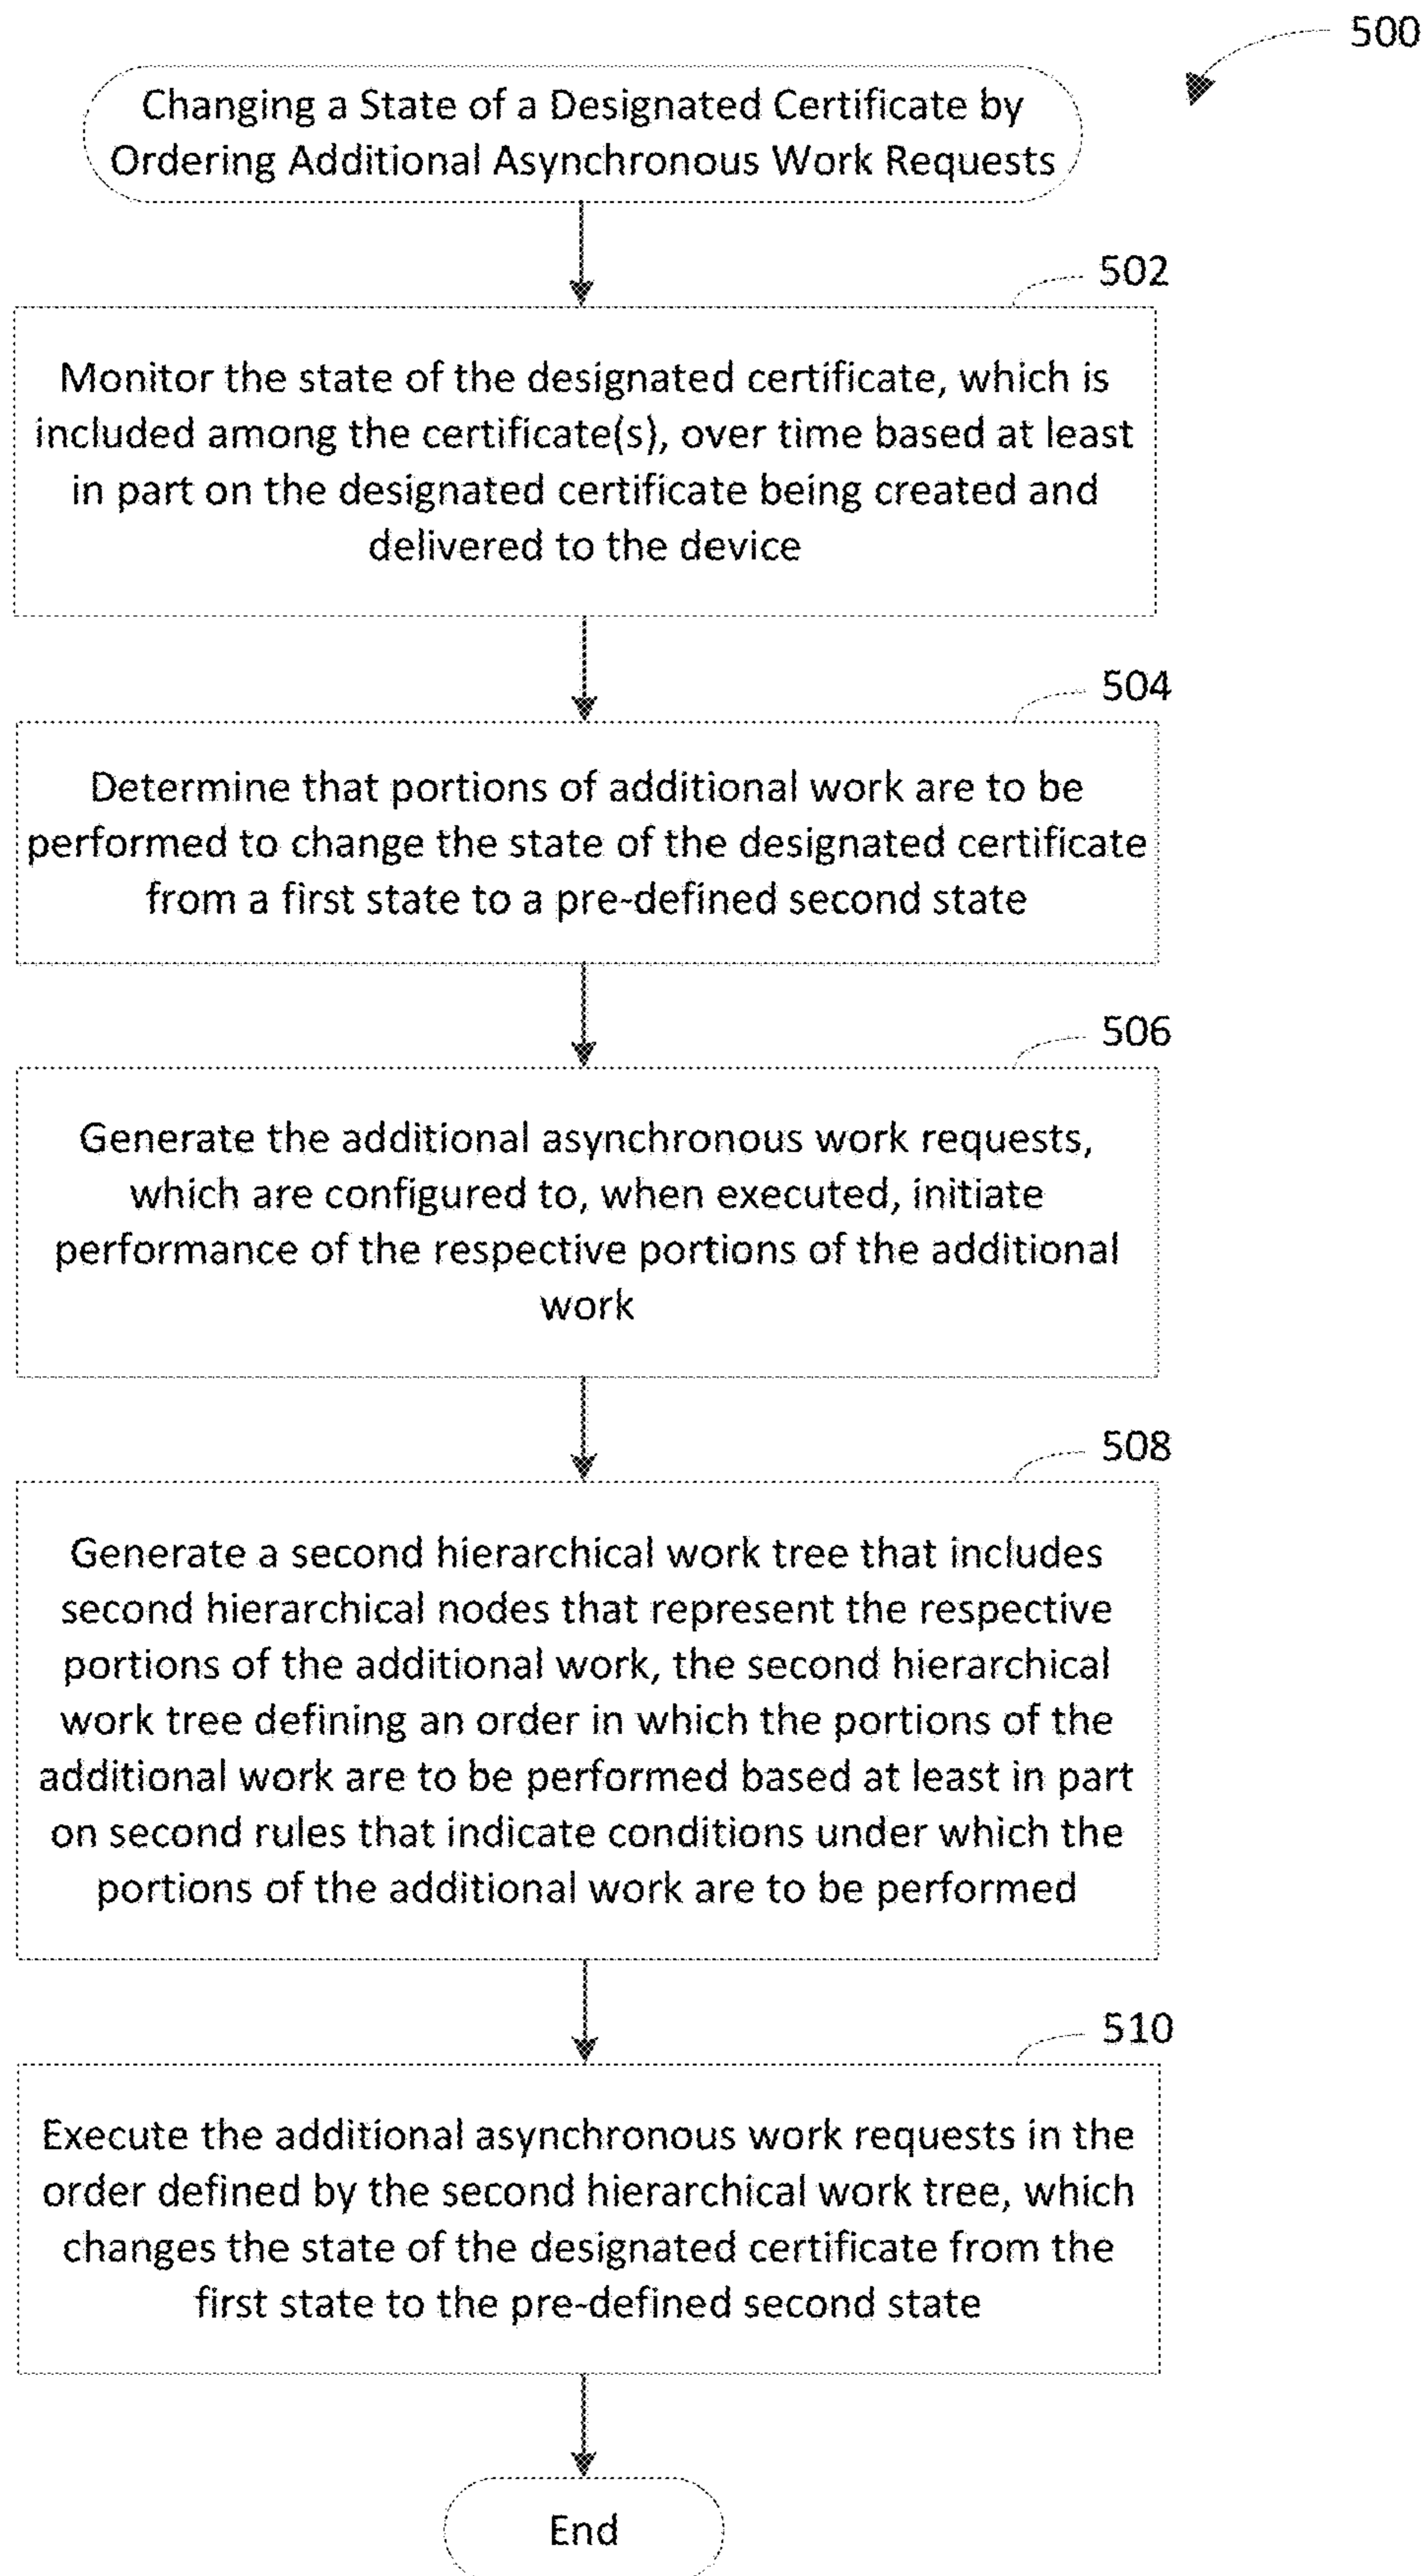 500
Changing a State of a Designated Certificate by
Ordering Additional Asynchronous Work Requests
502
Monitor the state of the designated certificate, which is
included among the certificate(s), over time based at least
in part on the designated certificate being created and
delivered to the device
504
Determine that portions of additional work are to be
performed to change the state of the designated certificate
from a first state to a pre-defined second state
506
Generate the additional asynchronous work requests,
which are configured to, when executed, initiate
performance of the respective portions of the additional
work
508
Generate a second hierarchical work tree that includes
second hierarchical nodes that represent the respective
portions of the additional work, the second hierarchical
work tree defining an order in which the portions of the
additional work are to be performed based at least in part
on second rules that indicate conditions under which the
portions of the additional work are to be performed
510
Execute the additional asynchronous work requests in the
order defined by the second hierarchical work tree, which
changes the state of the designated certificate from the
first state to the pre-defined second state
End